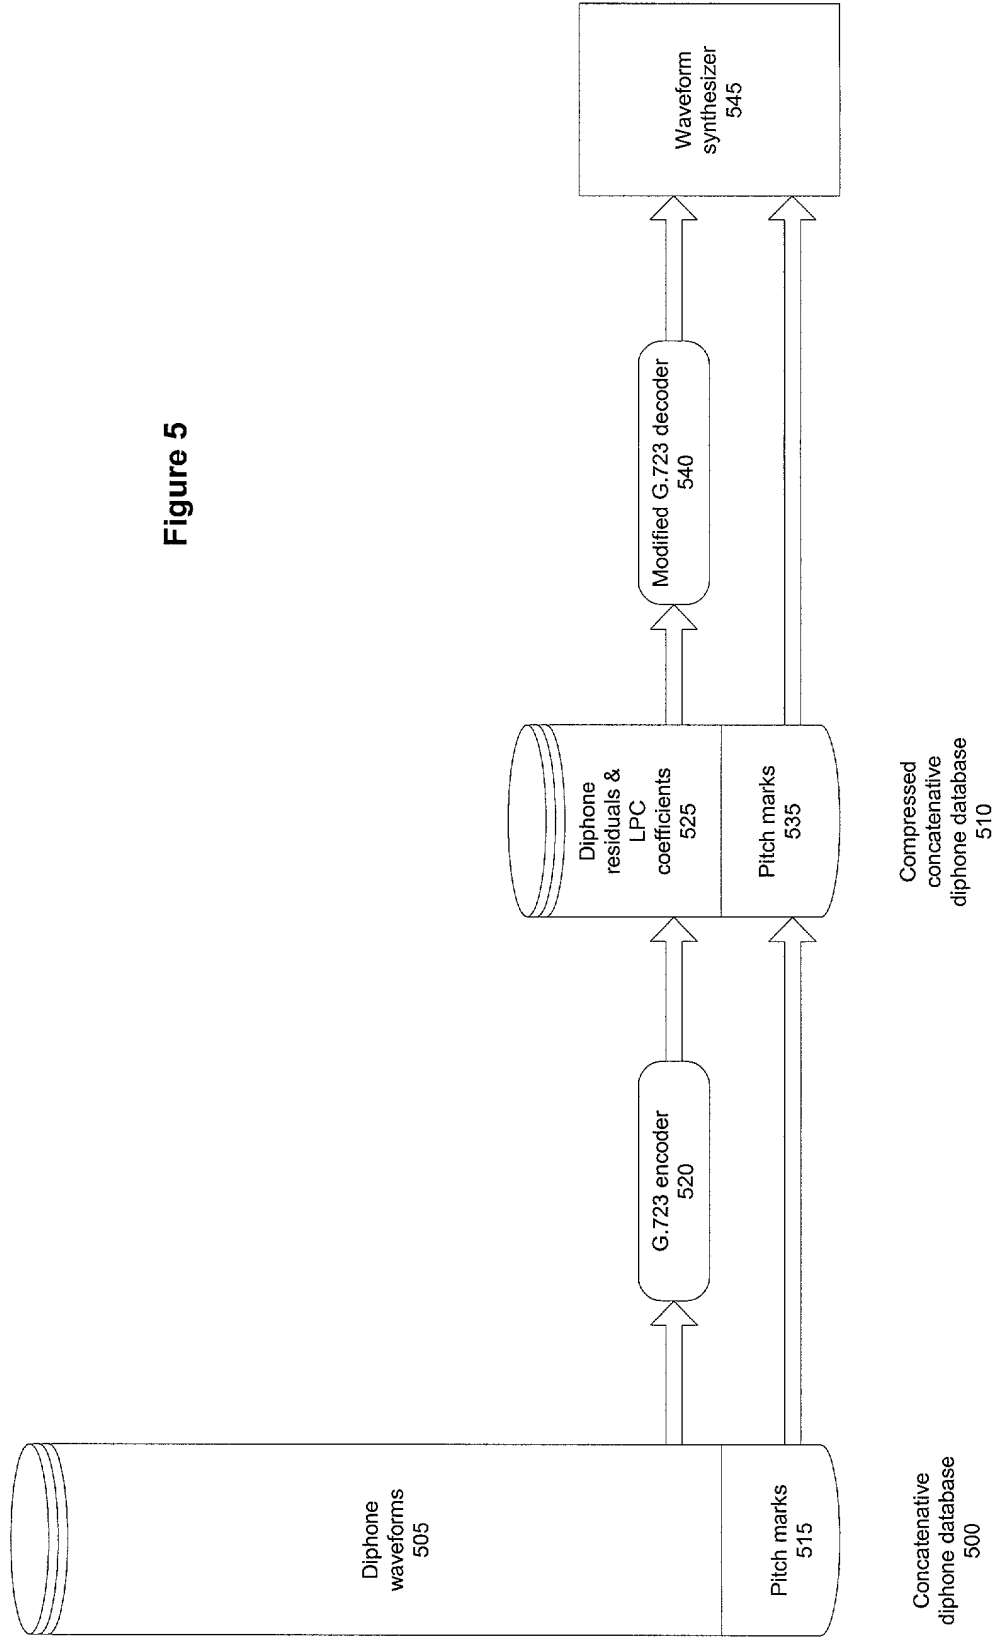 Figure 5
Diphone
waveforms
505
Pitch marks
515
Concatenative
diphone database
500
G.723 encoder
520
Diphone
residuals &
LPC
coefficients
525
Pitch marks
535
Compressed
concatenative
diphone database
510
Modified G.723 decoder
540
Waveform
synthesizer
545